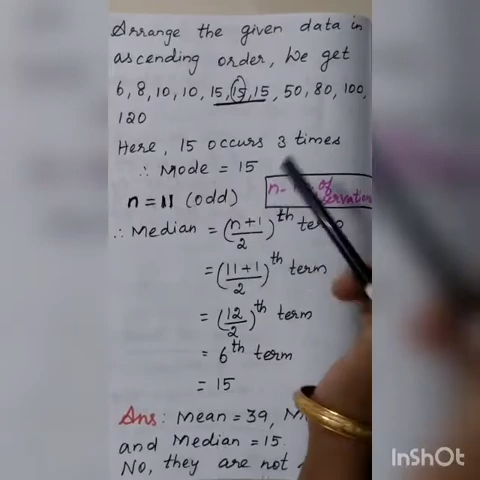 Arrange the given data in
ascending order, We get
6, 8, 10, 10, 15, 15, 15, 50, 80, 100,
120
Here, 15 occurs 3 times
∴ Mode = 15
n = 11 (odd)
n- of
∴ Median = (n+1/2)th term
= (11+1/2)th term
= (12/2)th term
= 6th term
= 15
Ans: Mean = 39,
and Median = 15.
No, they are not
InShOt